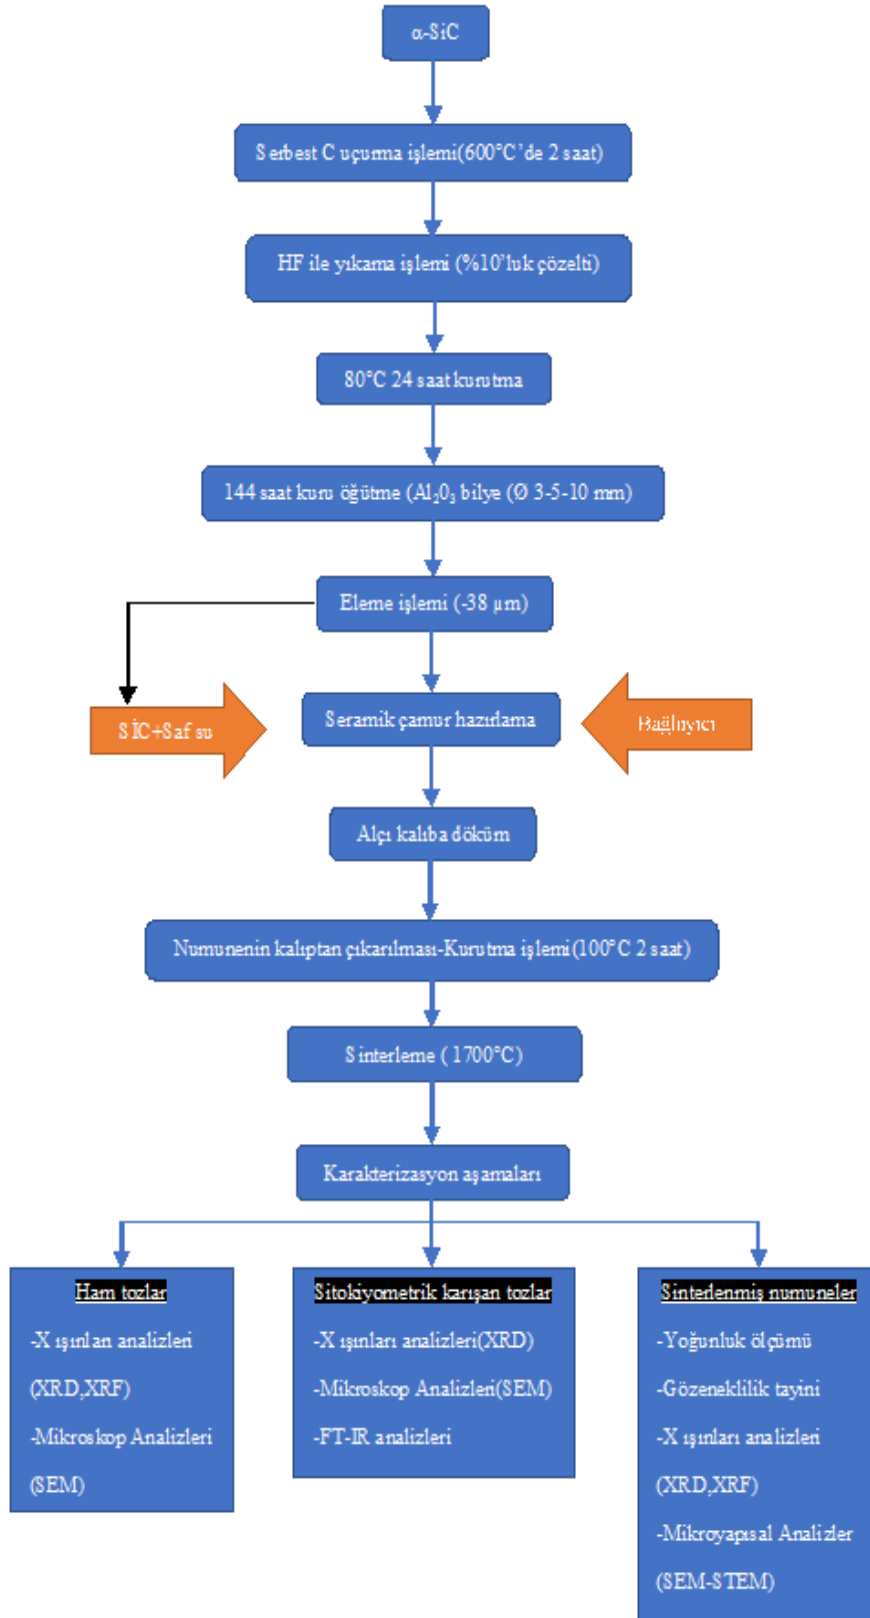 α-SiC
Serbest C uçurma işlemi(600°C'de 2 saat)
HF ile yıkama işlemi (%10'luk çözelti)
80°C 24 saat kurutma
144 saat kuru öğütme (Al₂0₃ bilye (Ø 3-5-10 mm)
Eleme işlemi (-38 µm)
SİC+Saf su
Seramik çamur hazırlama
Bağlıyıcı
Alçı kalıba döküm
Numunenin kalıptan çıkarılması-Kurutma işlemi(100°C 2 saat)
Sinterleme ( 1700°C)
Karakterizasyon aşamaları
Ham tozlar
-X ışınları analizleri
(XRD,XRF)
-Mikroskop Analizleri
(SEM)
Sitokiyometrik karışan tozlar
-X ışınları analizleri(XRD)
-Mikroskop Analizleri(SEM)
-FT-IR analizleri
Sinterlenmiş numuneler
-Yoğunluk ölçümü
-Gözeneklilik tayini
-X ışınları analizleri
(XRD,XRF)
-Mikroyapısal Analizler
(SEM-STEM)